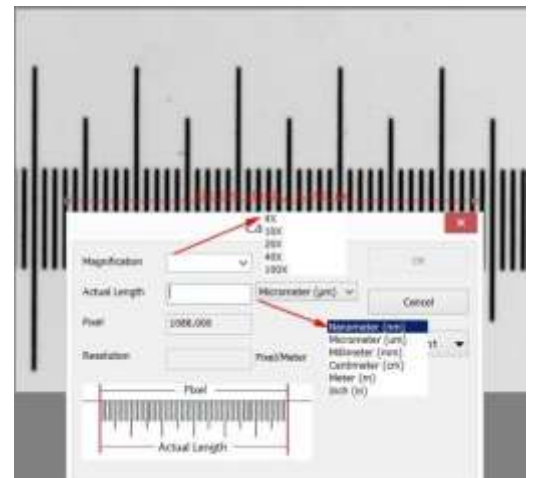 4X
10X
20X
40X
100X
Magnification
OK
Actual Length
Micrometer (μm)
Cancel
Pixel
1088.000
Nanometer (nm)
Micrometer (um)
Millimeter (mm)
Centimeter (cm)
Meter (m)
Inch (in)
Resolution
Pixel/Meter
Pixel
Actual Length